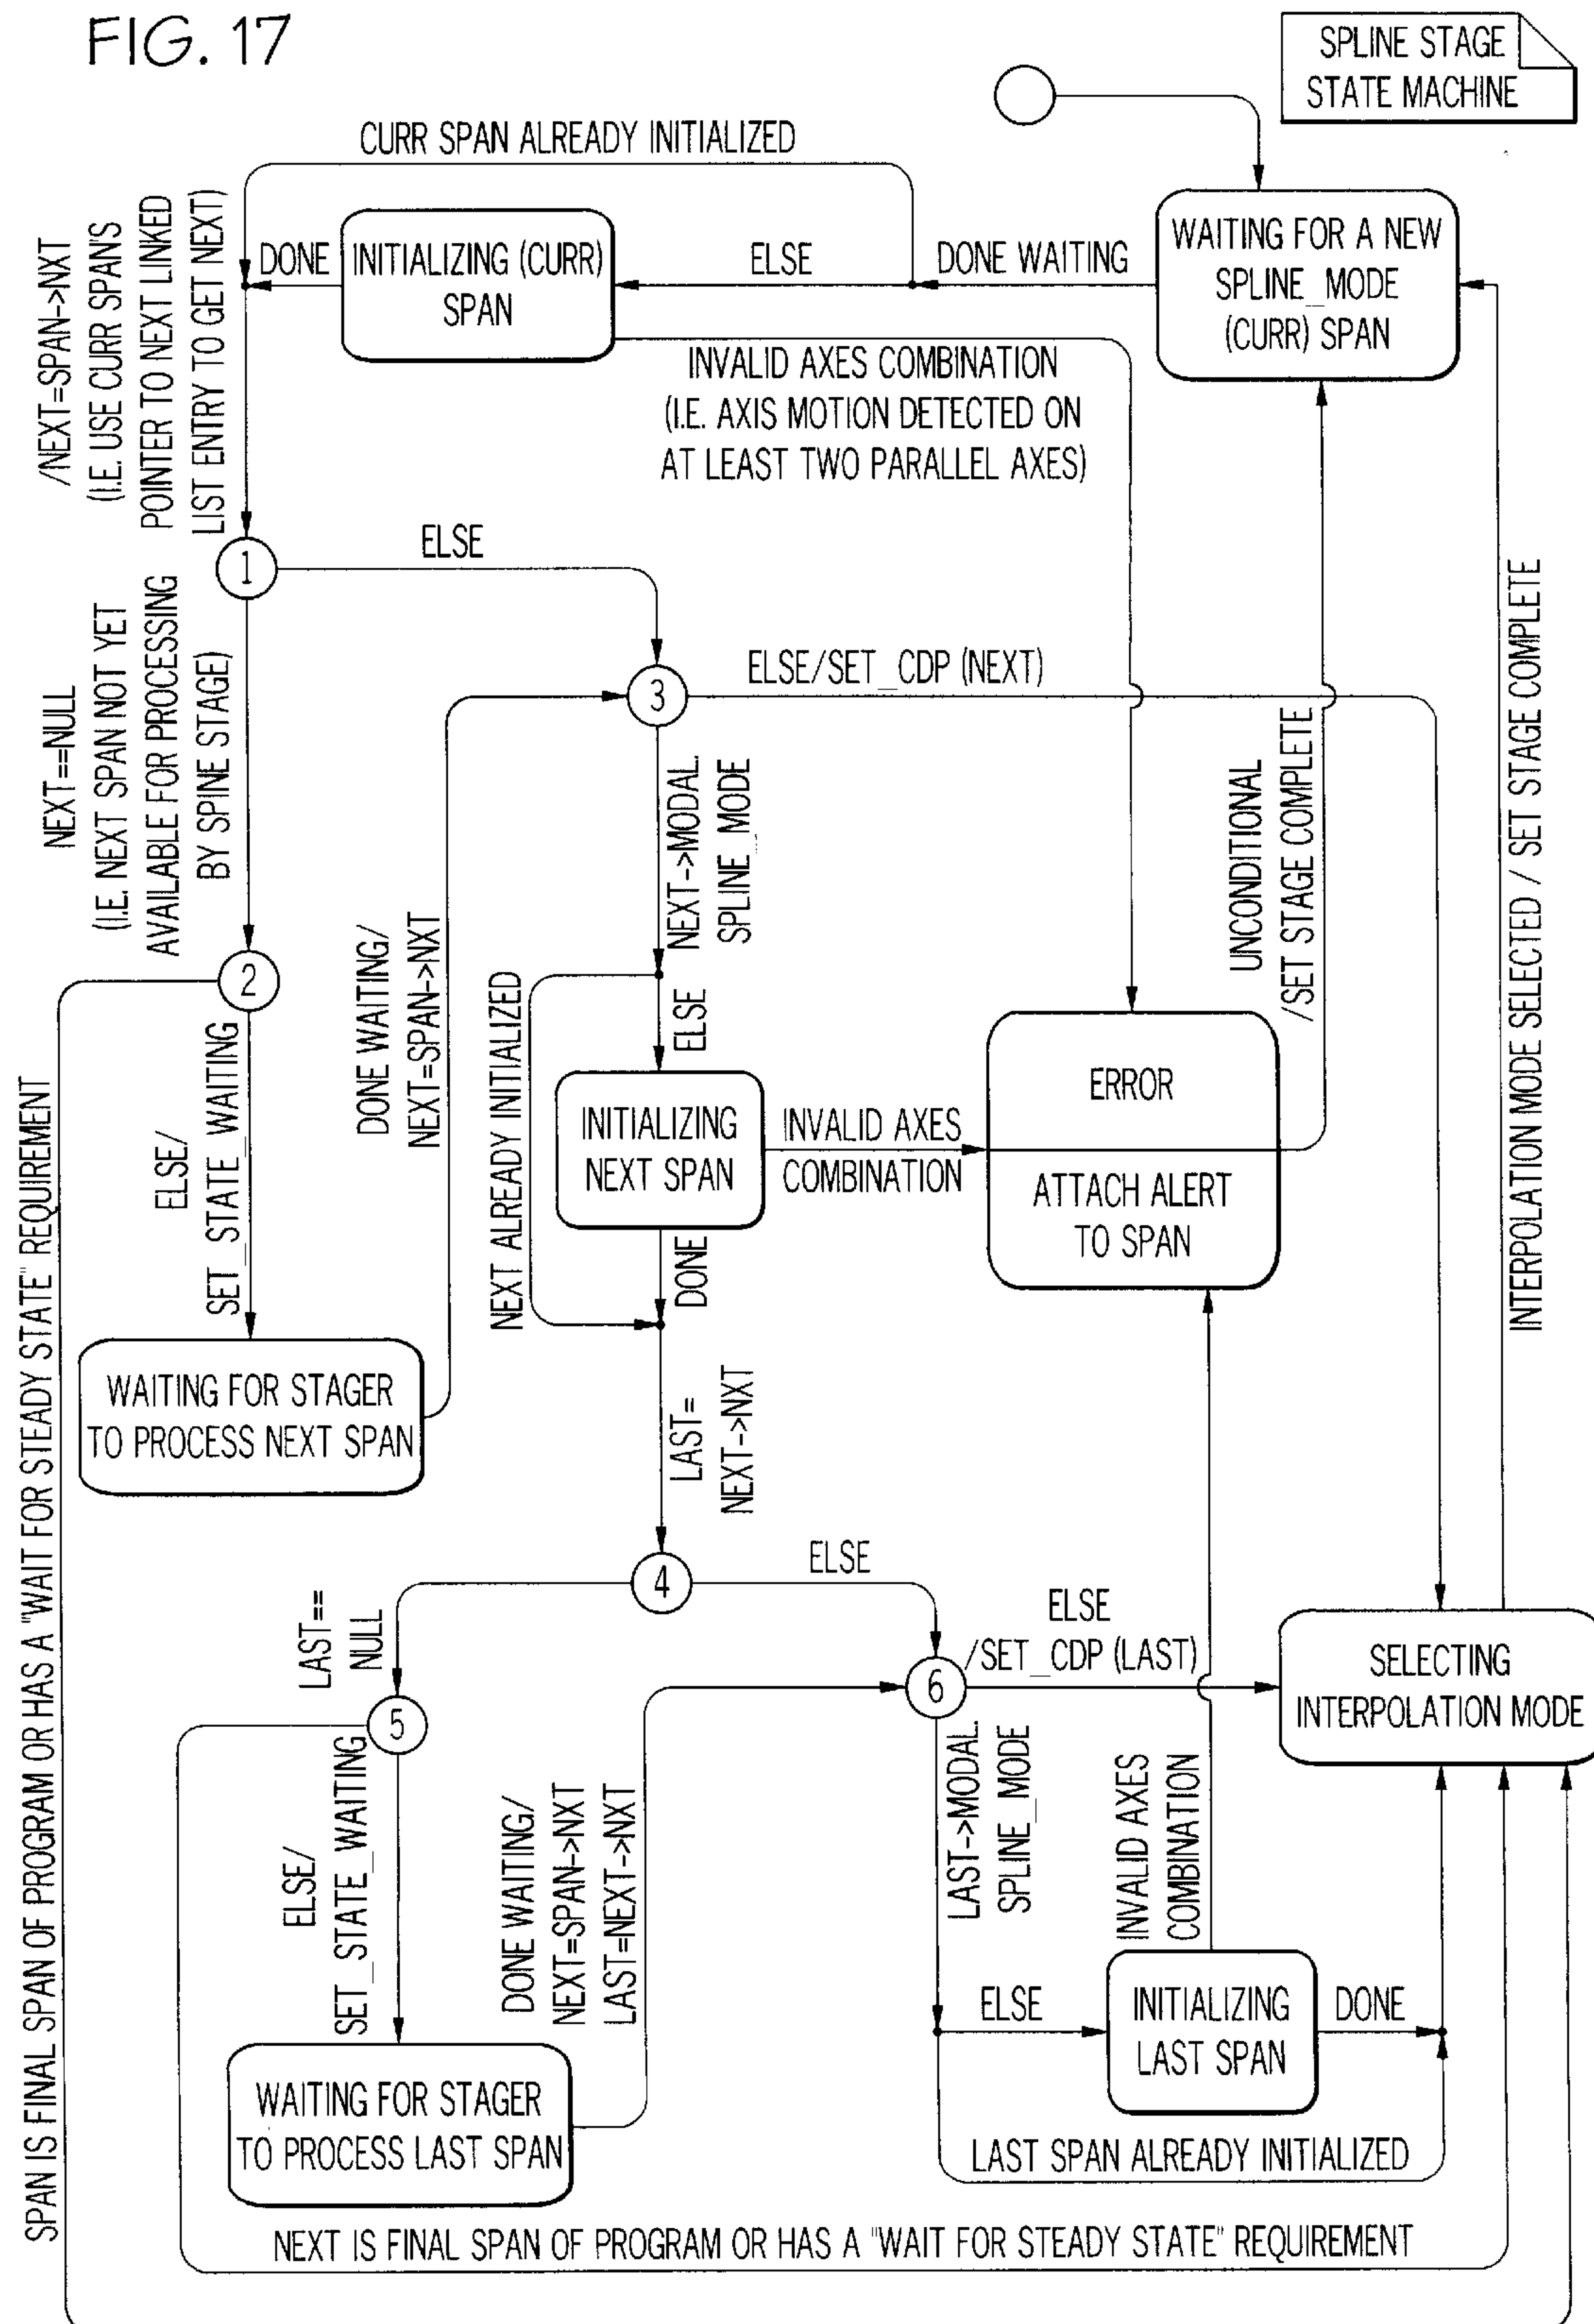 FIG. 17
SPLINE STAGE
STATE MACHINE
CURR SPAN ALREADY INITIALIZED
/NEXT=SPAN->NXT
(I.E. USE CURR SPAN'S
POINTER TO NEXT LINKED
LIST ENTRY TO GET NEXT)
DONE
INITIALIZING (CURR)
SPAN
ELSE
DONE WAITING
WAITING FOR A NEW
SPLINE_MODE
(CURR) SPAN
INVALID AXES COMBINATION
(I.E. AXIS MOTION DETECTED ON
AT LEAST TWO PARALLEL AXES)
1
ELSE
NEXT==NULL
(I.E. NEXT SPAN NOT YET
AVAILABLE FOR PROCESSING
BY SPINE STAGE)
3
ELSE/SET_CDP (NEXT)
NEXT->MODAL.
SPLINE_MODE
UNCONDITIONAL
/SET STAGE COMPLETE
INTERPOLATION MODE SELECTED / SET STAGE COMPLETE
2
ELSE/
SET_STATE_WAITING
DONE WAITING/
NEXT=SPAN->NXT
NEXT ALREADY INITIALIZED
ELSE
INITIALIZING
NEXT SPAN
INVALID AXES
COMBINATION
ERROR
ATTACH ALERT
TO SPAN
DONE
SPAN IS FINAL SPAN OF PROGRAM OR HAS A "WAIT FOR STEADY STATE" REQUIREMENT
WAITING FOR STAGER
TO PROCESS NEXT SPAN
LAST=
NEXT->NXT
4
ELSE
LAST==
NULL
5
ELSE
/SET_CDP (LAST)
6
SELECTING
INTERPOLATION MODE
ELSE/
SET_STATE_WAITING
DONE WAITING/
NEXT=SPAN->NXT
LAST=NEXT->NXT
LAST->MODAL.
SPLINE_MODE
INVALID AXES
COMBINATION
ELSE
INITIALIZING
LAST SPAN
DONE
WAITING FOR STAGER
TO PROCESS LAST SPAN
LAST SPAN ALREADY INITIALIZED
NEXT IS FINAL SPAN OF PROGRAM OR HAS A "WAIT FOR STEADY STATE" REQUIREMENT